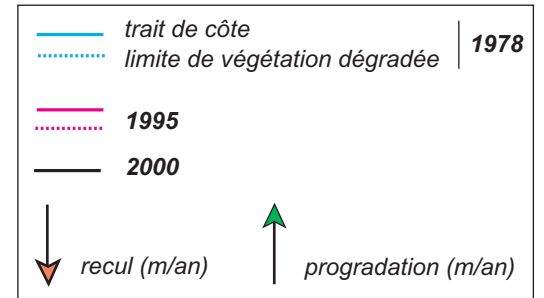 trait de côte
limite de végétation dégradée
1978
1995
2000
recul (m/an) progradation (m/an)